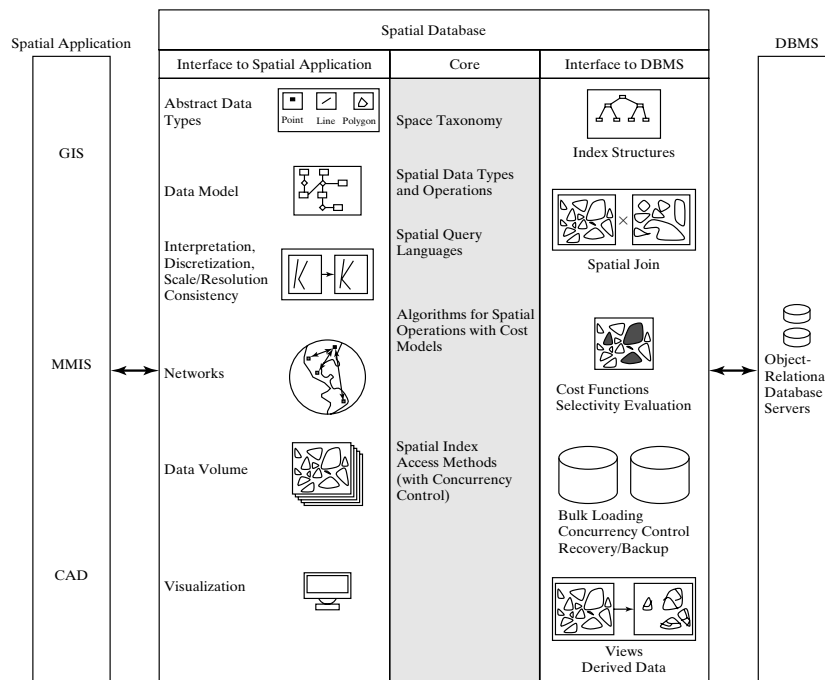 Spatial Database
Spatial Application
DBMS
Interface to Spatial Application
Core
Interface to DBMS
GIS
MMIS
CAD
Abstract Data
Types
Point
Line
Polygon
Data Model
Interpretation,
Discretization,
Scale/Resolution
Consistency
Networks
Data Volume
Visualization
Space Taxonomy
Spatial Data Types
and Operations
Spatial Query
Languages
Algorithms for Spatial
Operations with Cost
Models
Spatial Index
Access Methods
(with Concurrency
Control)
Index Structures
×
Spatial Join
Cost Functions
Selectivity Evaluation
Bulk Loading
Concurrency Control
Recovery/Backup
Views
Derived Data
Object-
Relationa
Database
Servers